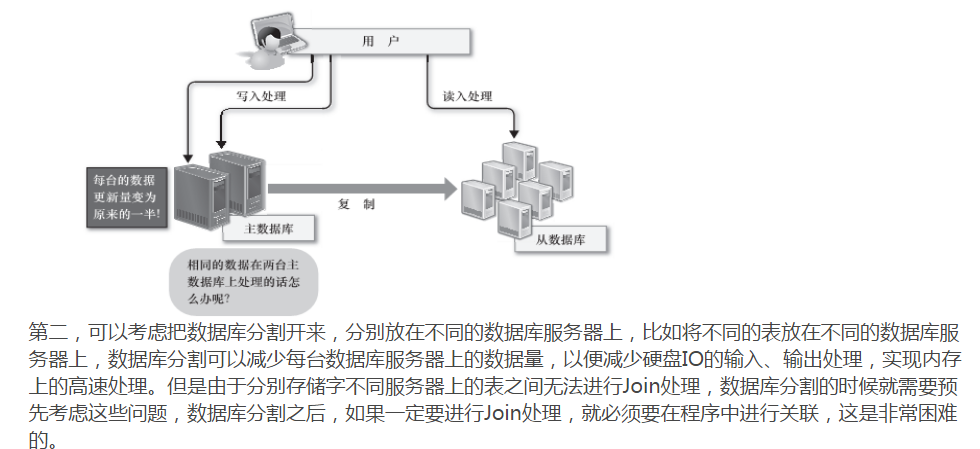 用 户
写入处理
读入处理
每台的数据
更新量变为
原来的一半!
复 制
主数据库
从数据库
相同的数据在两台主
数据库上处理的话怎
么办呢?
第二，可以考虑把数据库分割开来，分别放在不同的数据库服务器上，比如将不同的表放在不同的数据库服
务器上，数据库分割可以减少每台数据库服务器上的数据量，以便减少硬盘IO的输入、输出处理，实现内存
上的高速处理。但是由于分别存储字不同服务器上的表之间无法进行Join处理，数据库分割的时候就需要预
先考虑这些问题，数据库分割之后，如果一定要进行Join处理，就必须要在程序中进行关联，这是非常困难
的。